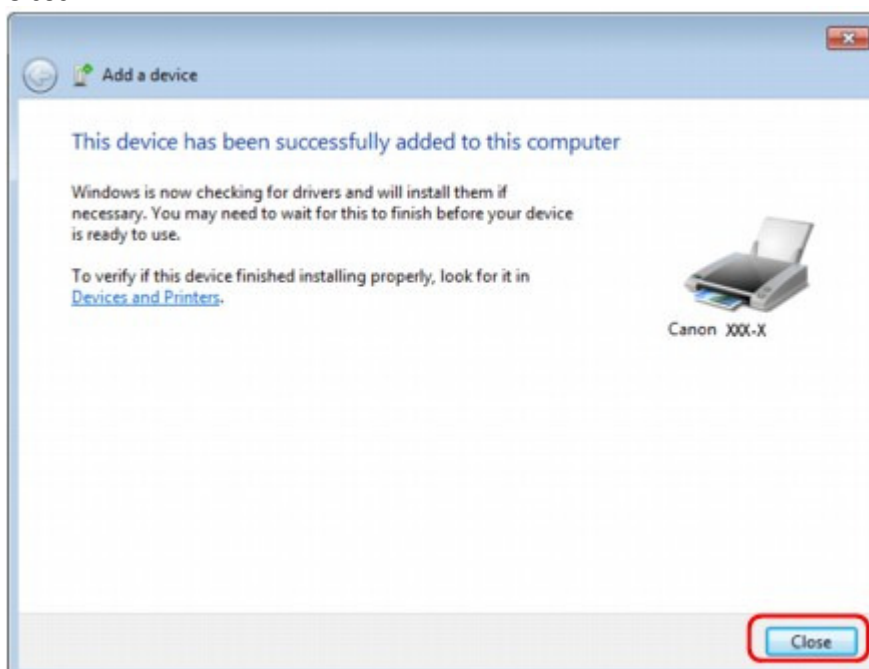 Add a device
This device has been successfully added to this computer
Windows is now checking for drivers and will install them if
necessary. You may need to wait for this to finish before your device
is ready to use.
To verify if this device finished installing properly, look for it in
Devices and Printers.
Canon XXX-X
Close